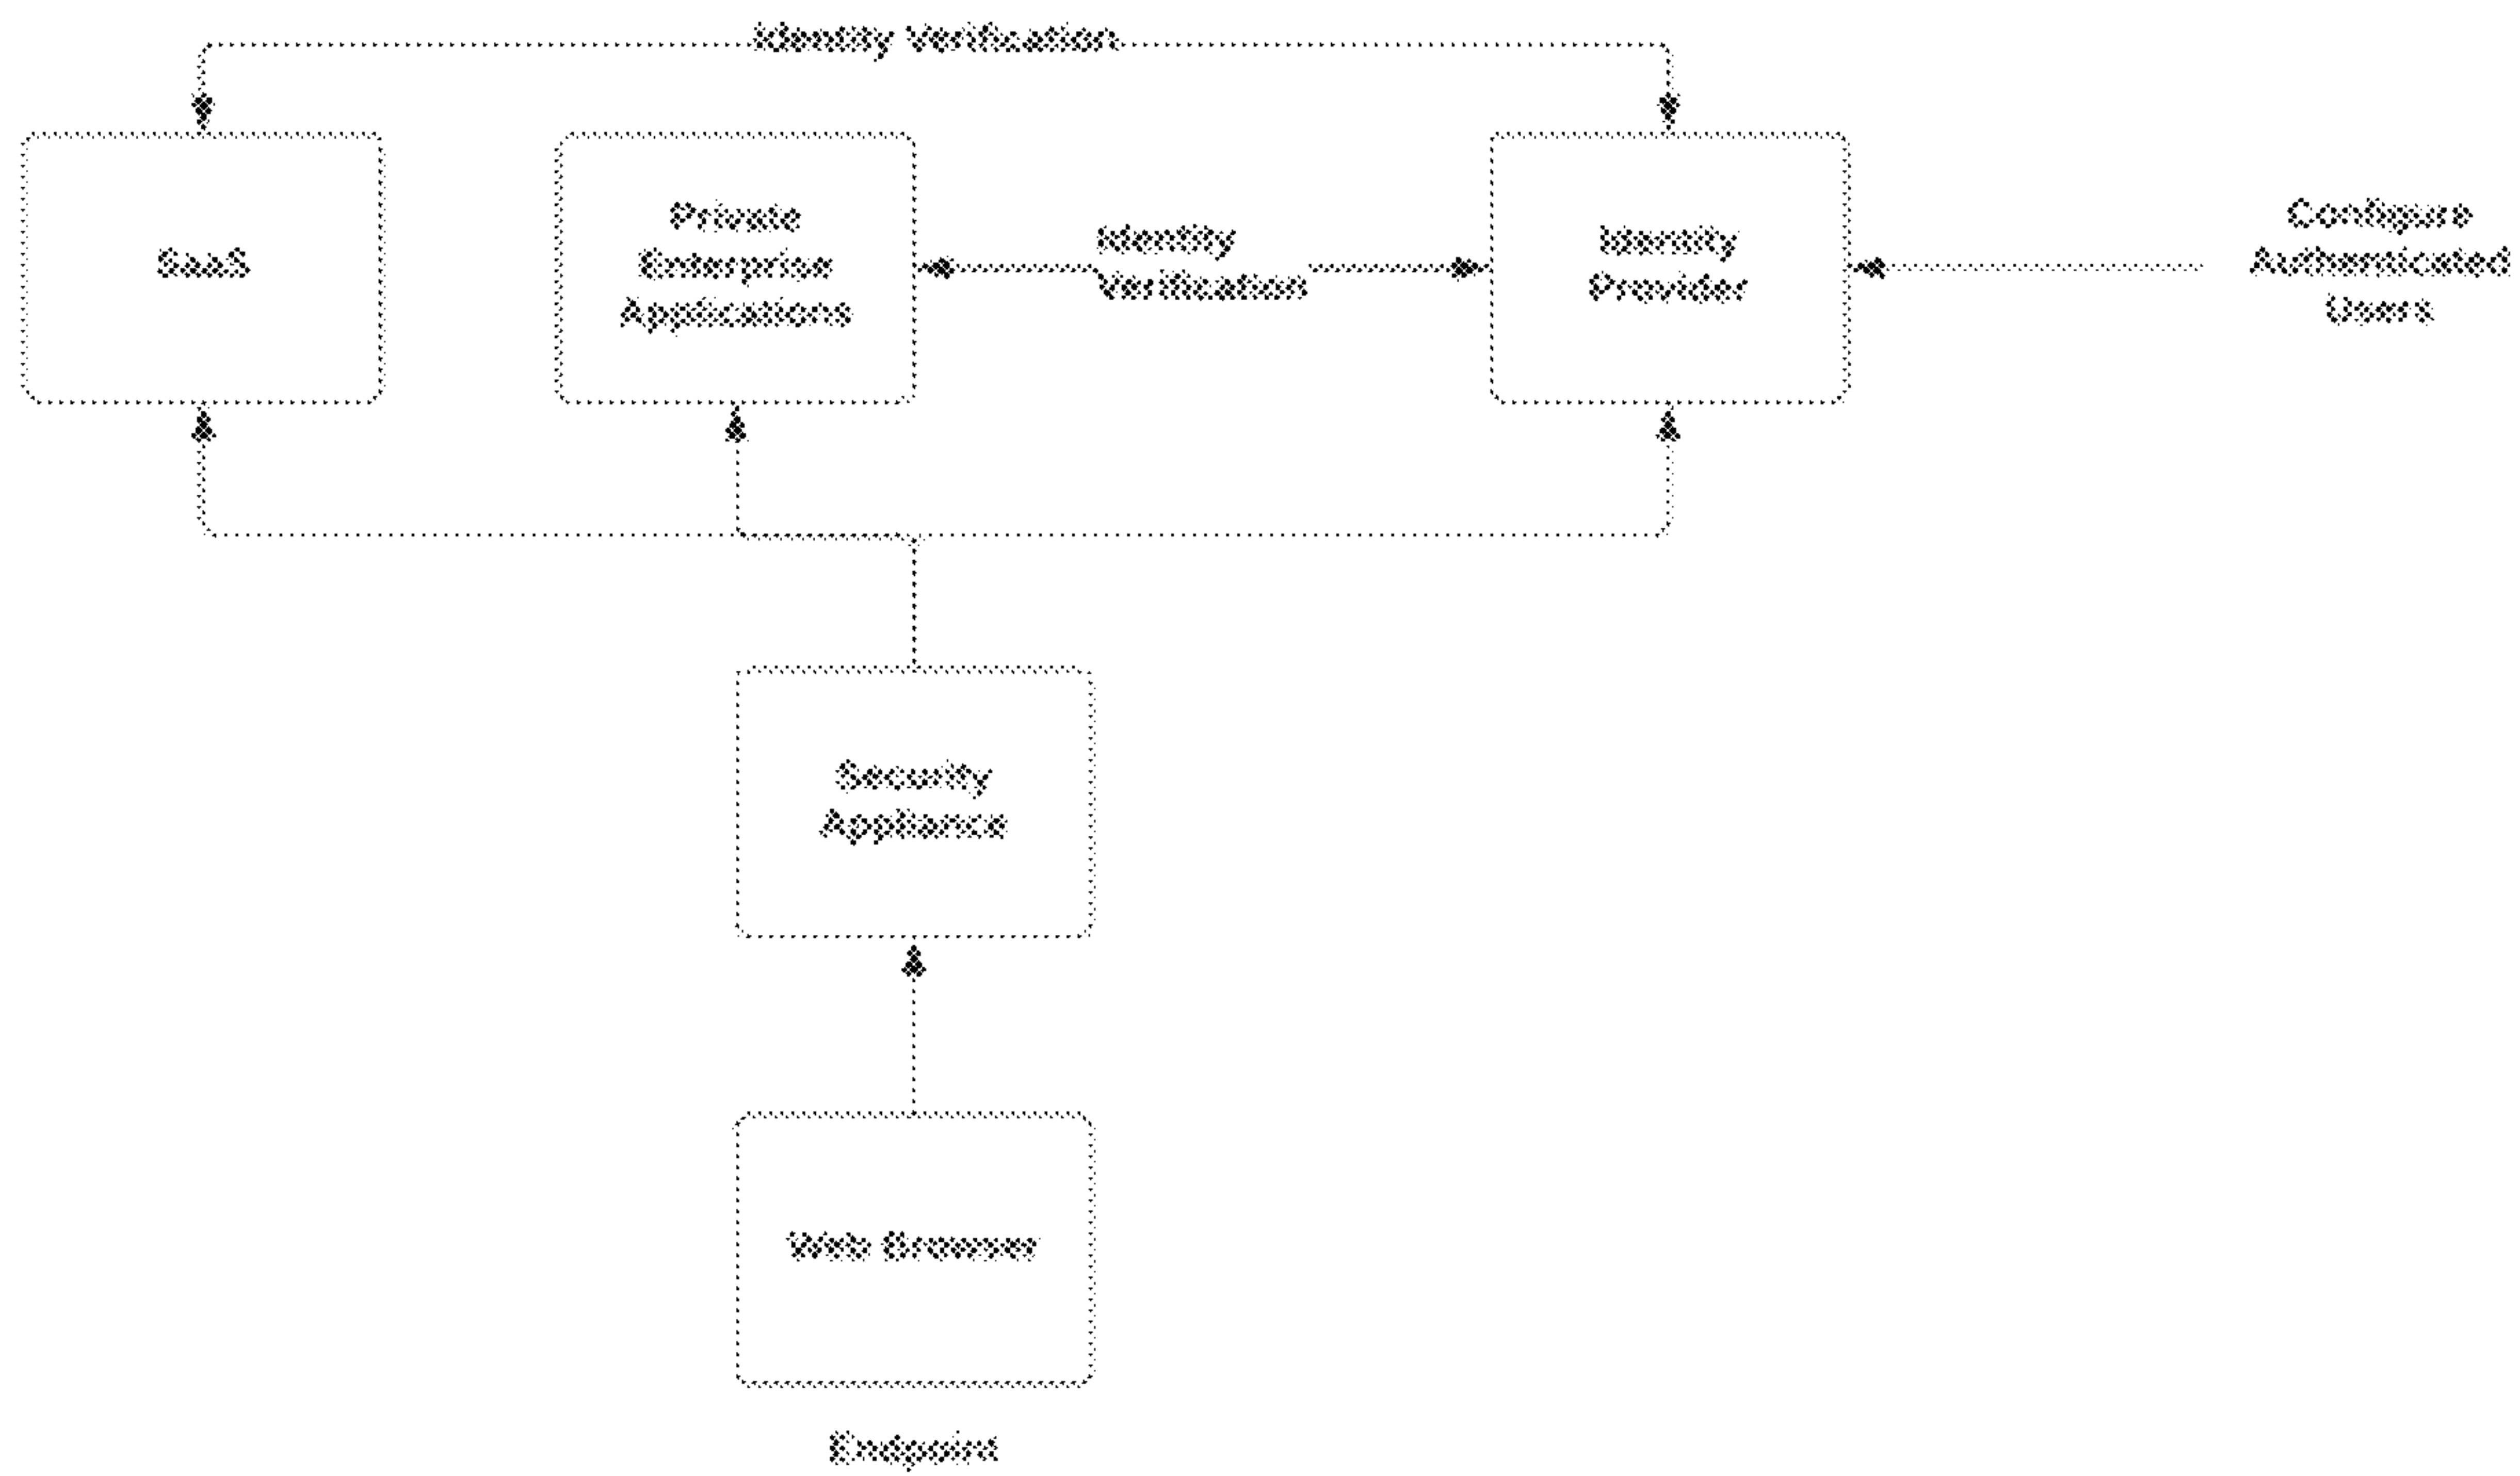 Identity Verification
SaaS
Private
Enterprise
Applications
Identity
Verification
Identity
Provider
Configure
Authenticated
Users
Security
Appliance
Web Browser
Endpoint